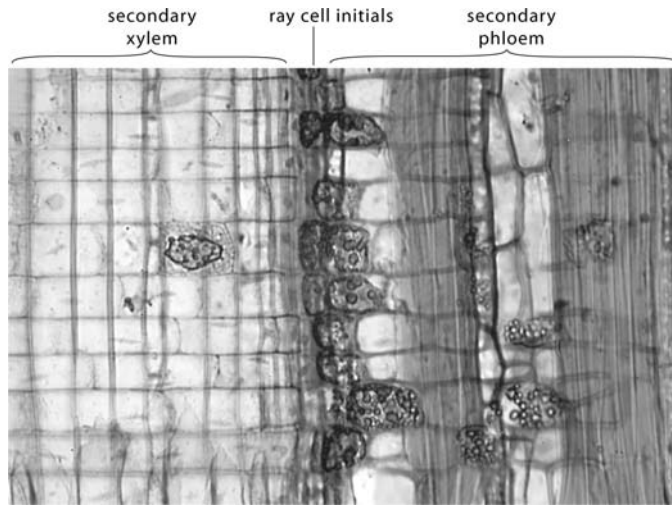 secondary
xylem
ray cell initials
secondary
phloem